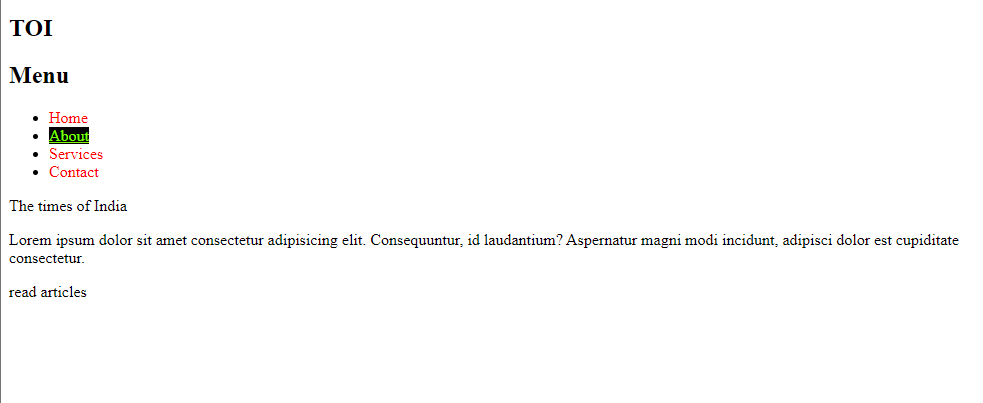 TOI
Menu
Home
About
Services
Contact
The times of India
Lorem ipsum dolor sit amet consectetur adipisicing elit. Consequuntur, id laudantium? Aspernatur magni modi incidunt, adipisci dolor est cupiditate
consectetur.
read articles